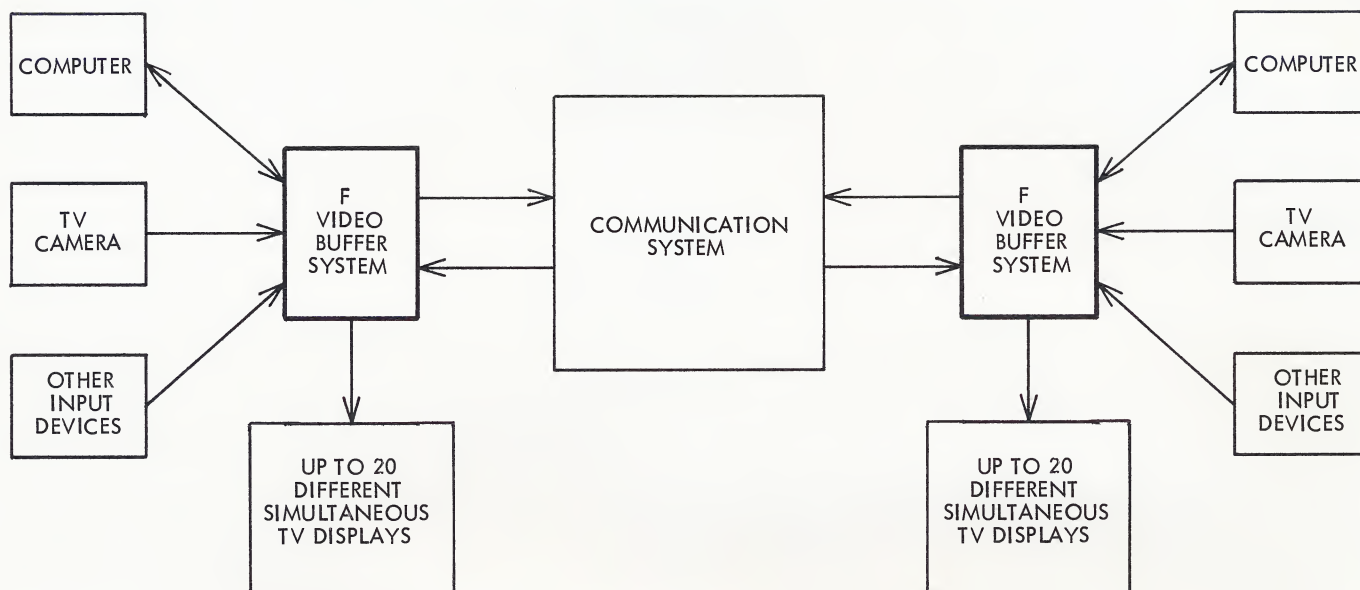 COMPUTER
TV
CAMERA
OTHER
INPUT
DEVICES
F
VIDEO
BUFFER
SYSTEM
UP TO 20
DIFFERENT
SIMULTANEOUS
TV DISPLAYS
COMMUNICATION
SYSTEM
F
VIDEO
BUFFER
SYSTEM
UP TO 20
DIFFERENT
SIMULTANEOUS
TV DISPLAYS
COMPUTER
TV
CAMERA
OTHER
INPUT
DEVICES